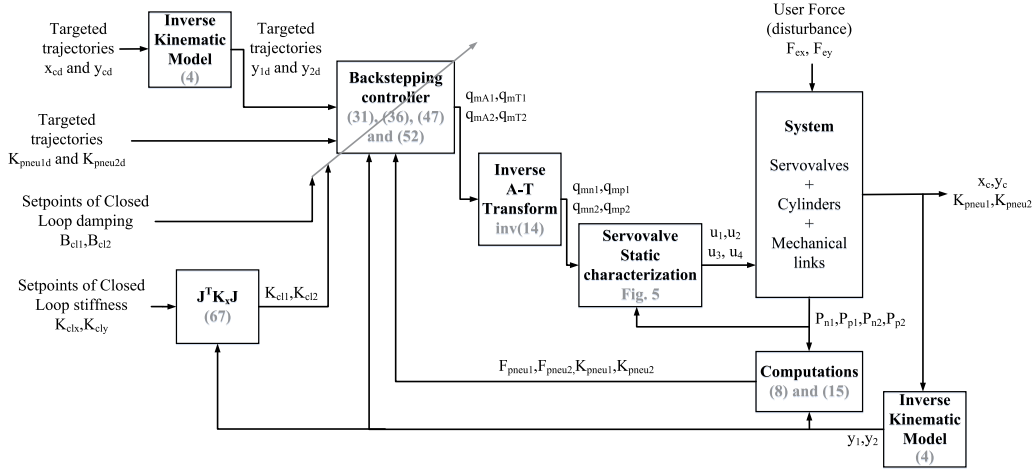 Targeted
trajectories
x_cd and y_cd
Inverse
Kinematic
Model
(4)
Targeted
trajectories
y_1d and y_2d
User Force
(disturbance)
F_ex, F_ey
Backstepping
controller
(31), (36), (47)
and (52)
q_mA1,q_mT1
q_mA2,q_mT2
Targeted
trajectories
K_pneu1d and K_pneu2d
Inverse
A-T
Transform
inv(14)
q_mn1,q_mp1
q_mn2,q_mp2
System
Servovalves
+
Cylinders
+
Mechanical
links
x_c,y_c
K_pneu1,K_pneu2
Setpoints of Closed
Loop damping
B_cl1,B_cl2
Servovalve
Static
characterization
Fig. 5
u_1,u_2
u_3, u_4
Setpoints of Closed
Loop stiffness
K_clx,K_cly
J^TK_xJ
(67)
K_cl1,K_cl2
P_n1,P_p1,P_n2,P_p2
F_pneu1,F_pneu2,K_pneu1,K_pneu2
Computations
(8) and (15)
Inverse
Kinematic
Model
(4)
y_1,y_2